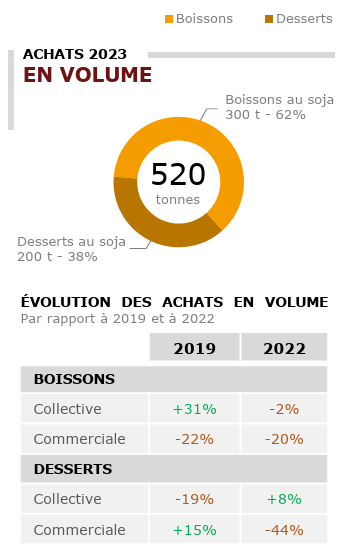 Boissons Desserts
ACHATS 2023
EN VOLUME
Boissons au soja
300 t - 62%
520
tonnes
Desserts au soja
200 t - 38%
ÉVOLUTION DES ACHATS EN VOLUME
Par rapport à 2019 et à 2022
2019 2022
BOISSONS
Collective +31% -2%
Commerciale -22% -20%
DESSERTS
Collective -19% +8%
Commerciale +15% -44%